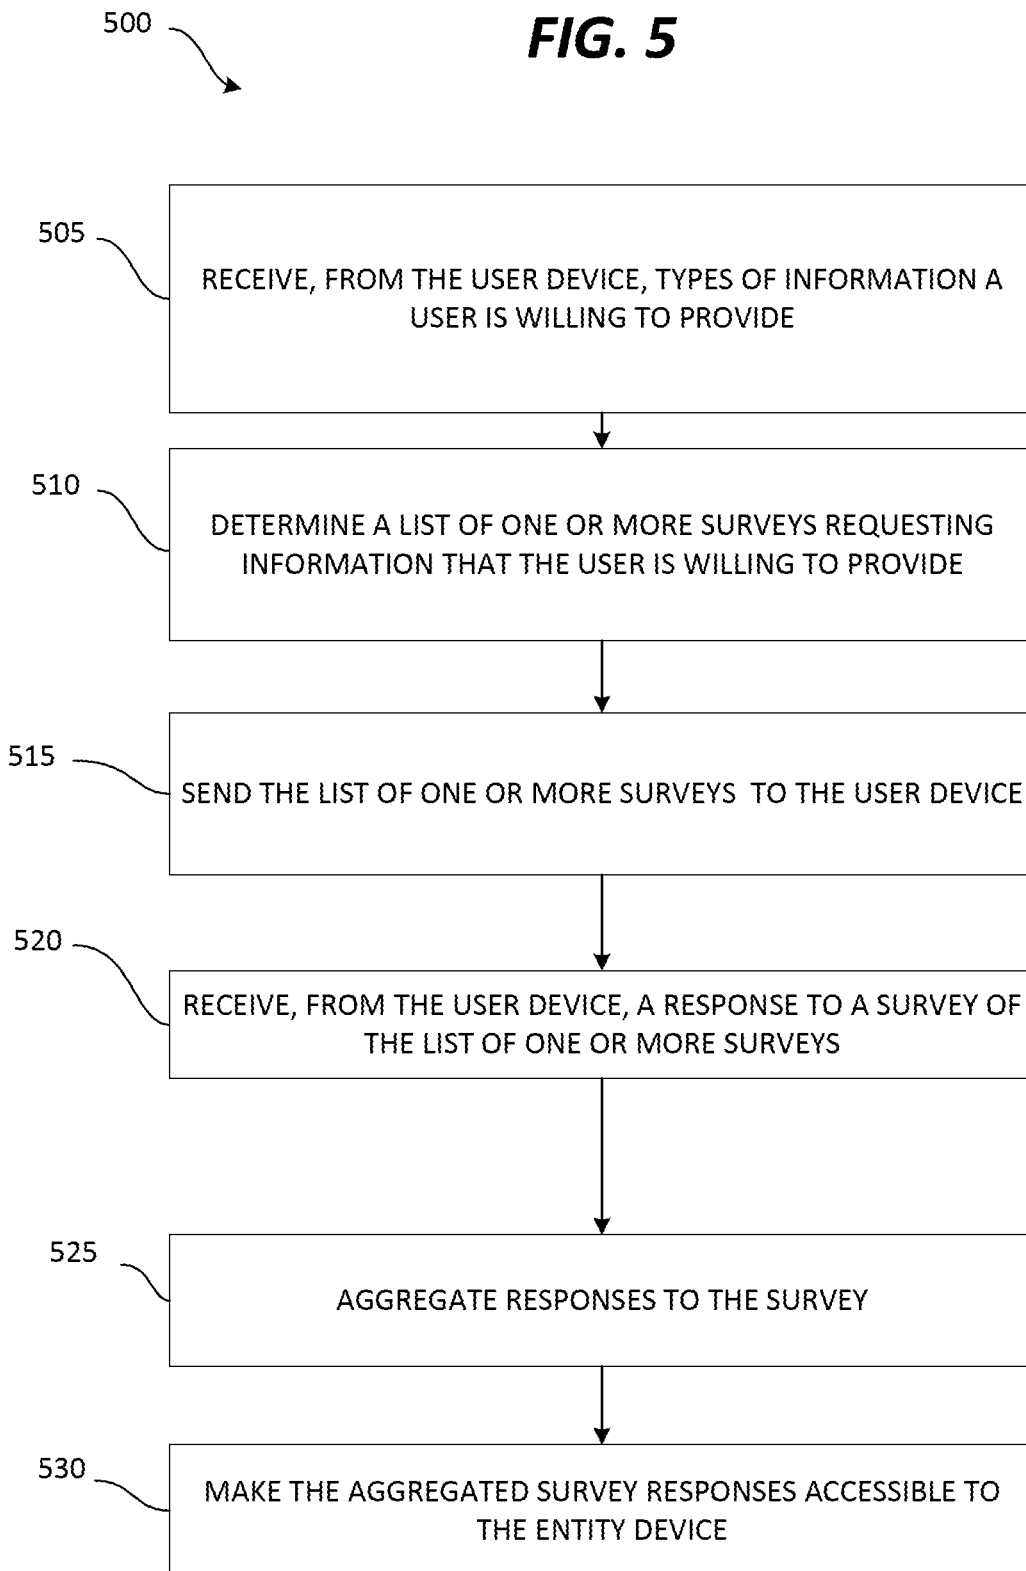 500
FIG. 5
505
RECEIVE, FROM THE USER DEVICE, TYPES OF INFORMATION A
USER IS WILLING TO PROVIDE
510
DETERMINE A LIST OF ONE OR MORE SURVEYS REQUESTING
INFORMATION THAT THE USER IS WILLING TO PROVIDE
515
SEND THE LIST OF ONE OR MORE SURVEYS TO THE USER DEVICE
520
RECEIVE, FROM THE USER DEVICE, A RESPONSE TO A SURVEY OF
THE LIST OF ONE OR MORE SURVEYS
525
AGGREGATE RESPONSES TO THE SURVEY
530
MAKE THE AGGREGATED SURVEY RESPONSES ACCESSIBLE TO
THE ENTITY DEVICE